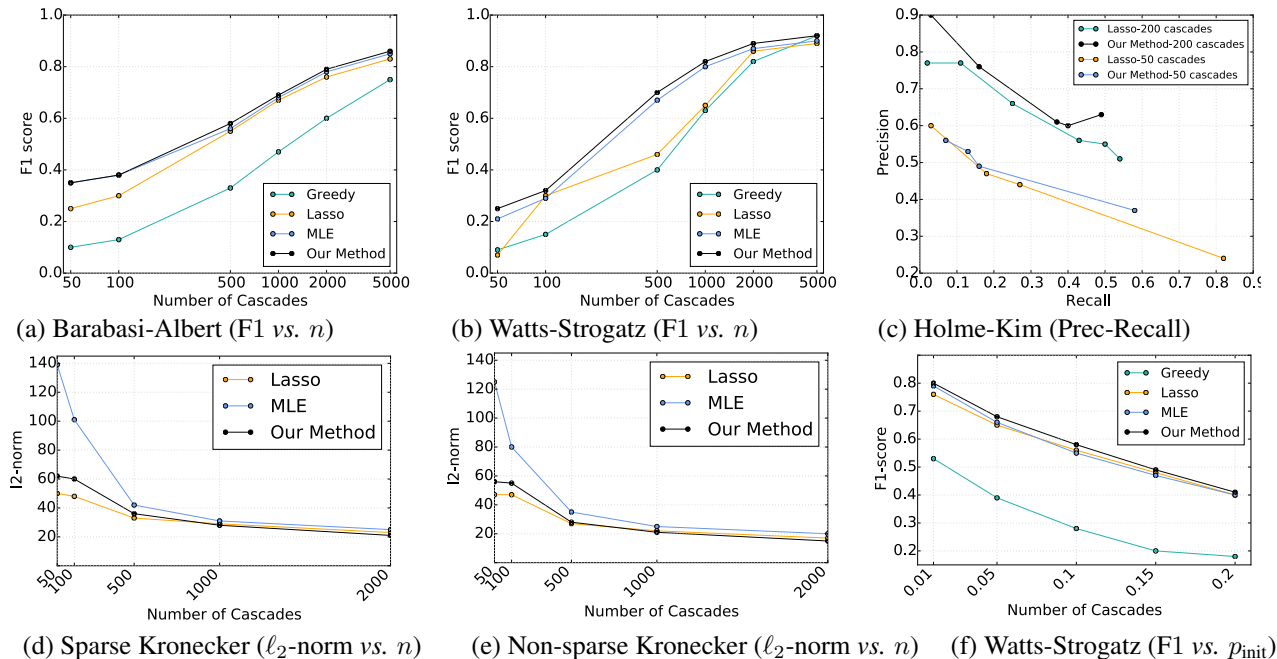 F1 score
1.0
0.8
0.6
0.4
0.2
0.0
50 100 500 1000 2000 5000
Number of Cascades
Greedy
Lasso
MLE
Our Method
(a) Barabasi-Albert (F1 vs. n)
F1 score
1.0
0.8
0.6
0.4
0.2
0.0
50 100 500 1000 2000 5000
Number of Cascades
Greedy
Lasso
MLE
Our Method
(b) Watts-Strogatz (F1 vs. n)
Precision
0.9
0.8
0.7
0.6
0.5
0.4
0.3
0.2
0.0 0.1 0.2 0.3 0.4 0.5 0.6 0.7 0.8 0.9
Recall
Lasso-200 cascades
Our Method-200 cascades
Lasso-50 cascades
Our Method-50 cascades
(c) Holme-Kim (Prec-Recall)
l2-norm
140
120
100
80
60
40
20
50 100 500 1000 2000
Number of Cascades
Lasso
MLE
Our Method
(d) Sparse Kronecker (ℓ2-norm vs. n)
l2-norm
140
120
100
80
60
40
20
50 100 500 1000 2000
Number of Cascades
Lasso
MLE
Our Method
(e) Non-sparse Kronecker (ℓ2-norm vs. n)
F1-score
0.8
0.7
0.6
0.5
0.4
0.3
0.2
0.01 0.05 0.1 0.15 0.2
Number of Cascades
Greedy
Lasso
MLE
Our Method
(f) Watts-Strogatz (F1 vs. pinit)